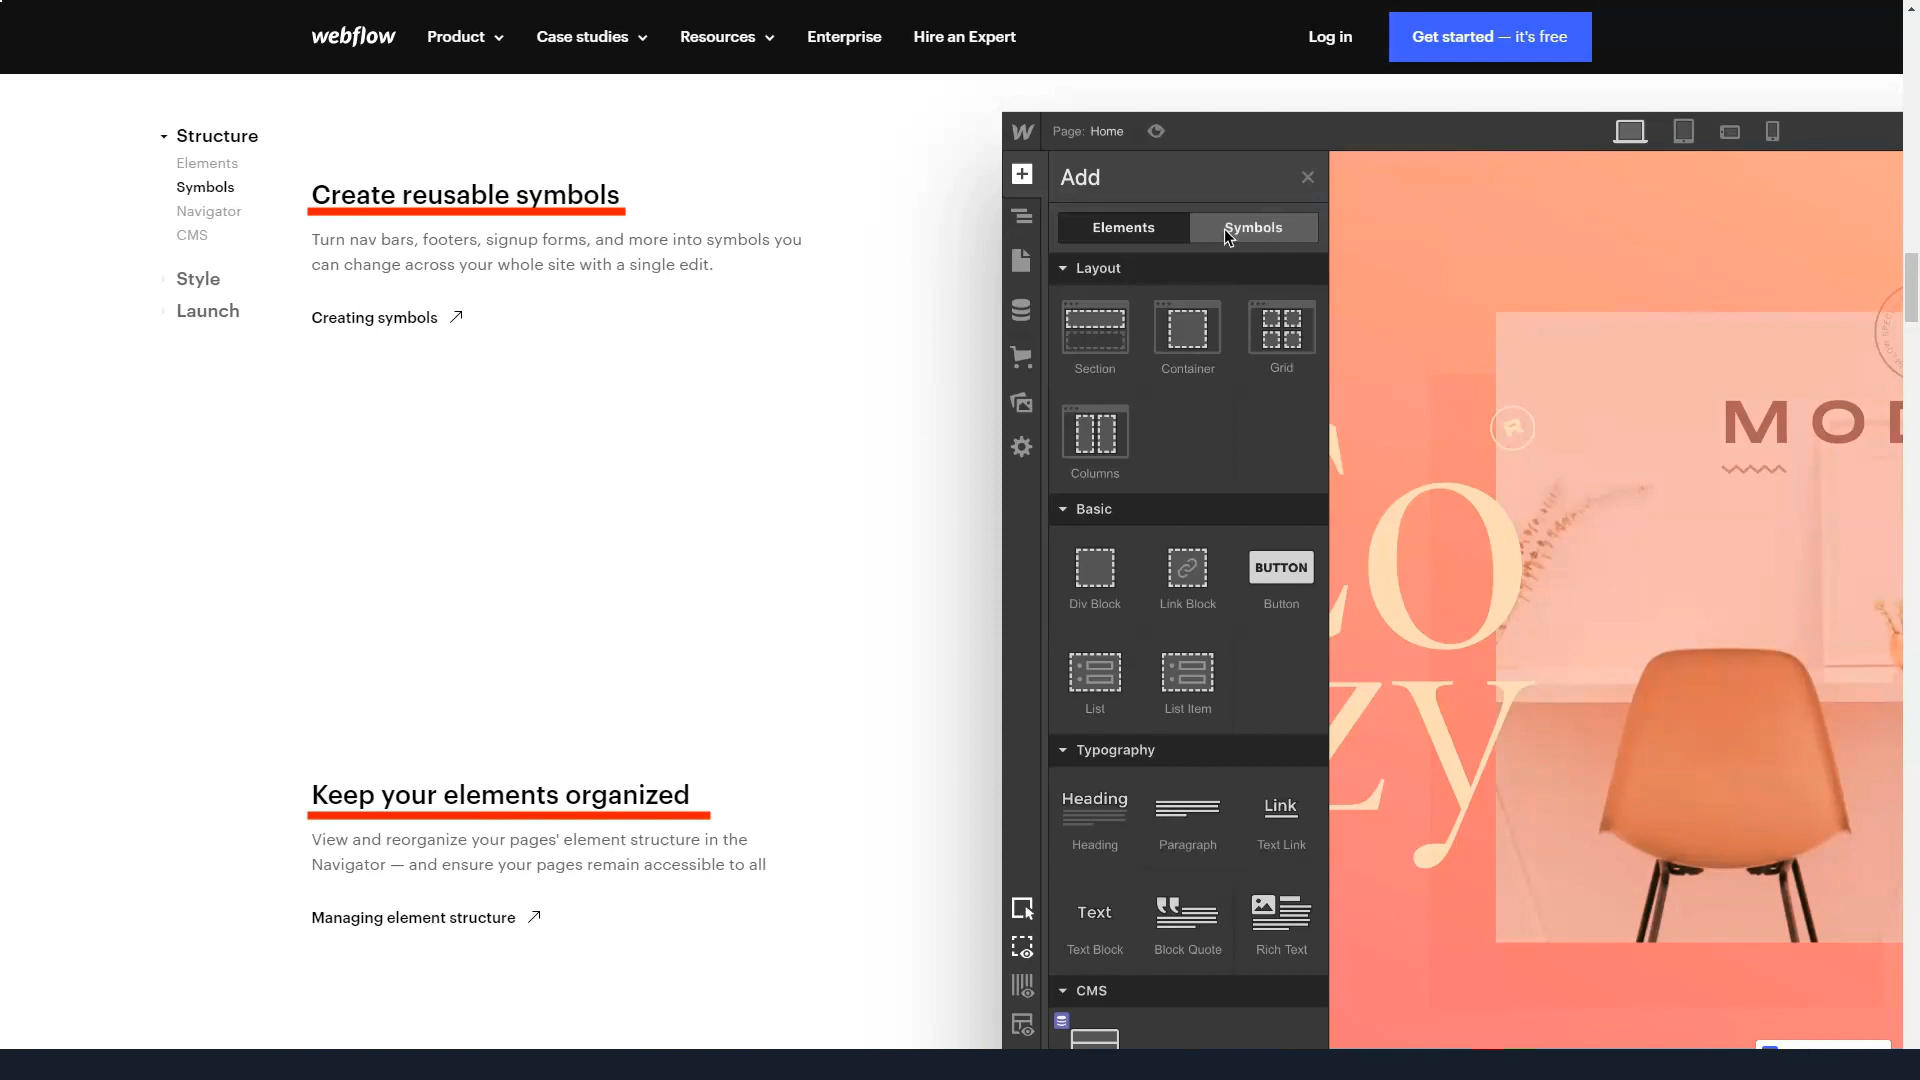 webflow
Product
Case studies
Resources
Enterprise
Hire an Expert
Log in
Get started — it's free
Structure
Elements
Symbols
Navigator
CMS
Style
Launch
Create reusable symbols
Turn nav bars, footers, signup forms, and more into symbols you
can change across your whole site with a single edit.
Creating symbols
Keep your elements organized
View and reorganize your pages' element structure in the
Navigator — and ensure your pages remain accessible to all
Managing element structure
W
Page: Home
Add
Elements
Symbols
Layout
Section
Container
Grid
Columns
Basic
Div Block
Link Block
BUTTON
Button
List
List Item
Typography
Heading
Heading
Paragraph
Link
Text Link
Text
Text Block
Block Quote
Rich Text
CMS
MOD
Co
zy